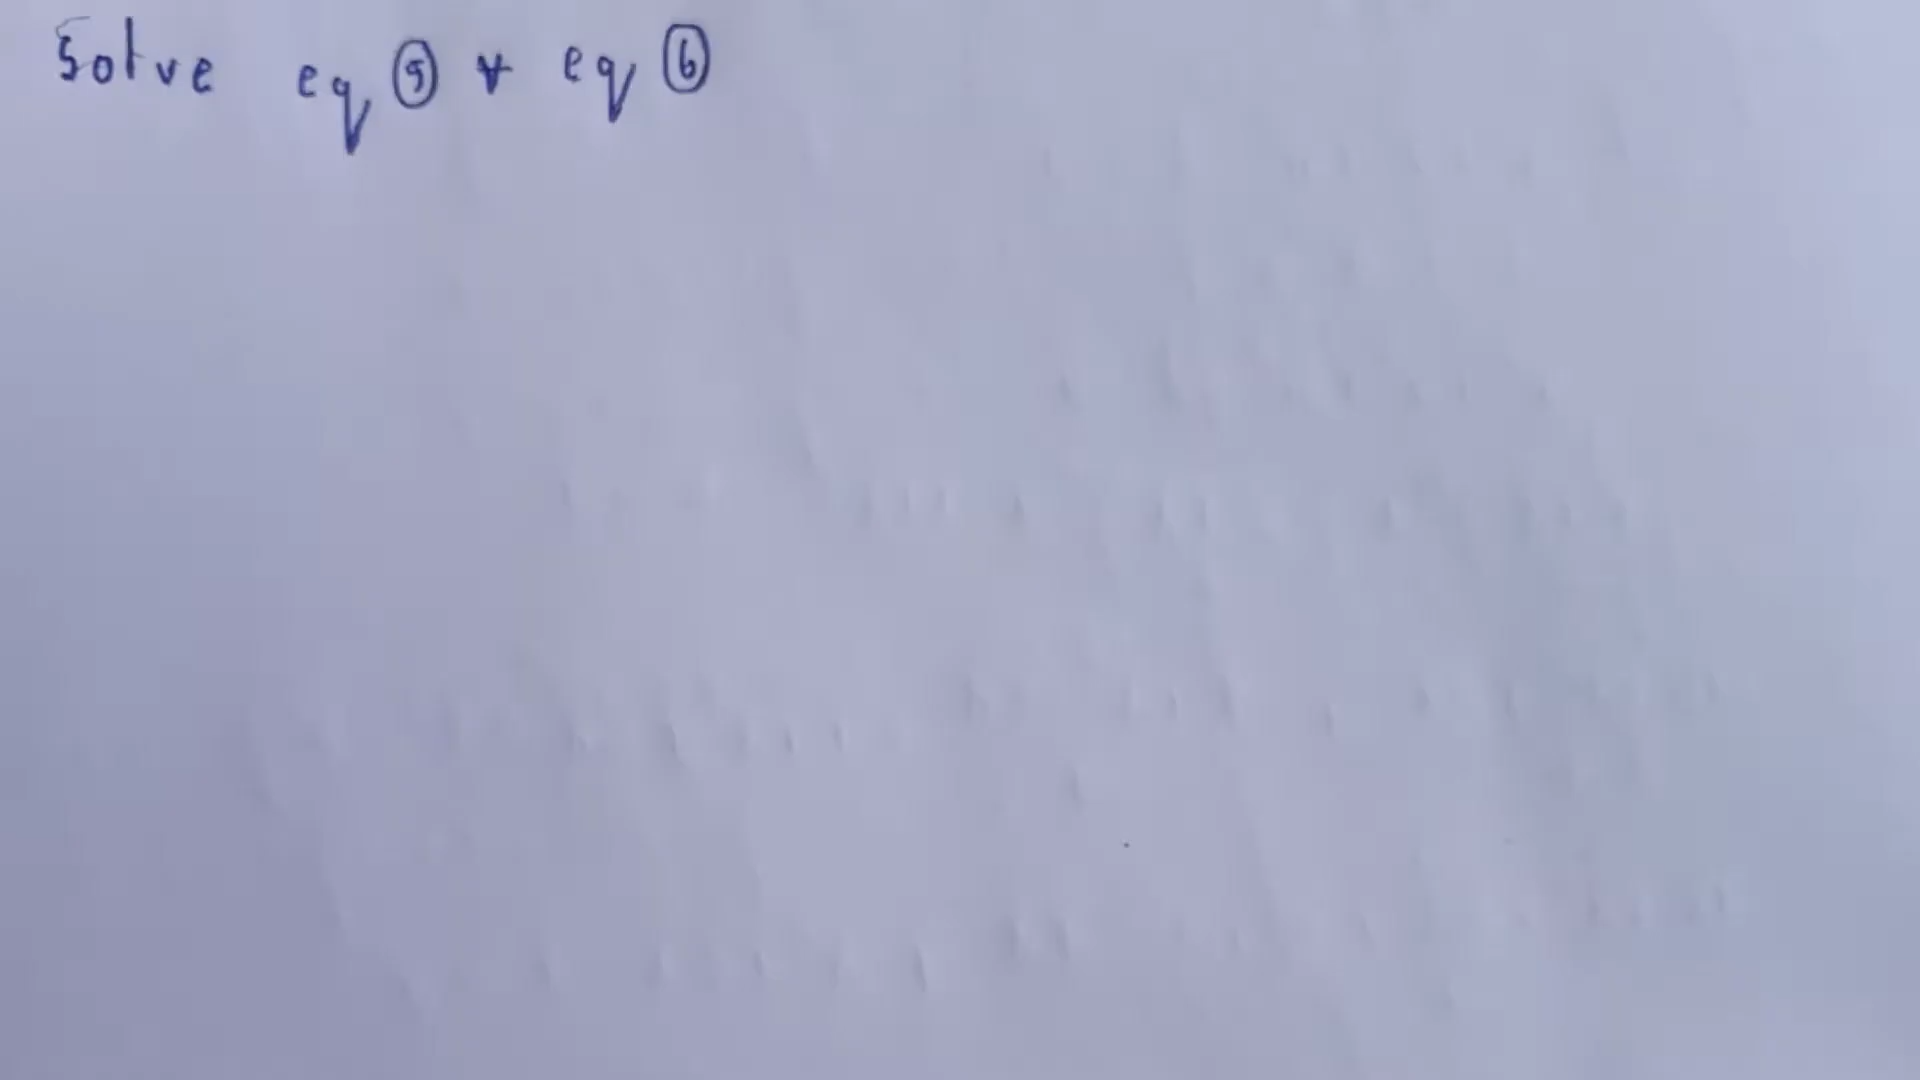 Solve eq ⑤ & eq ⑥